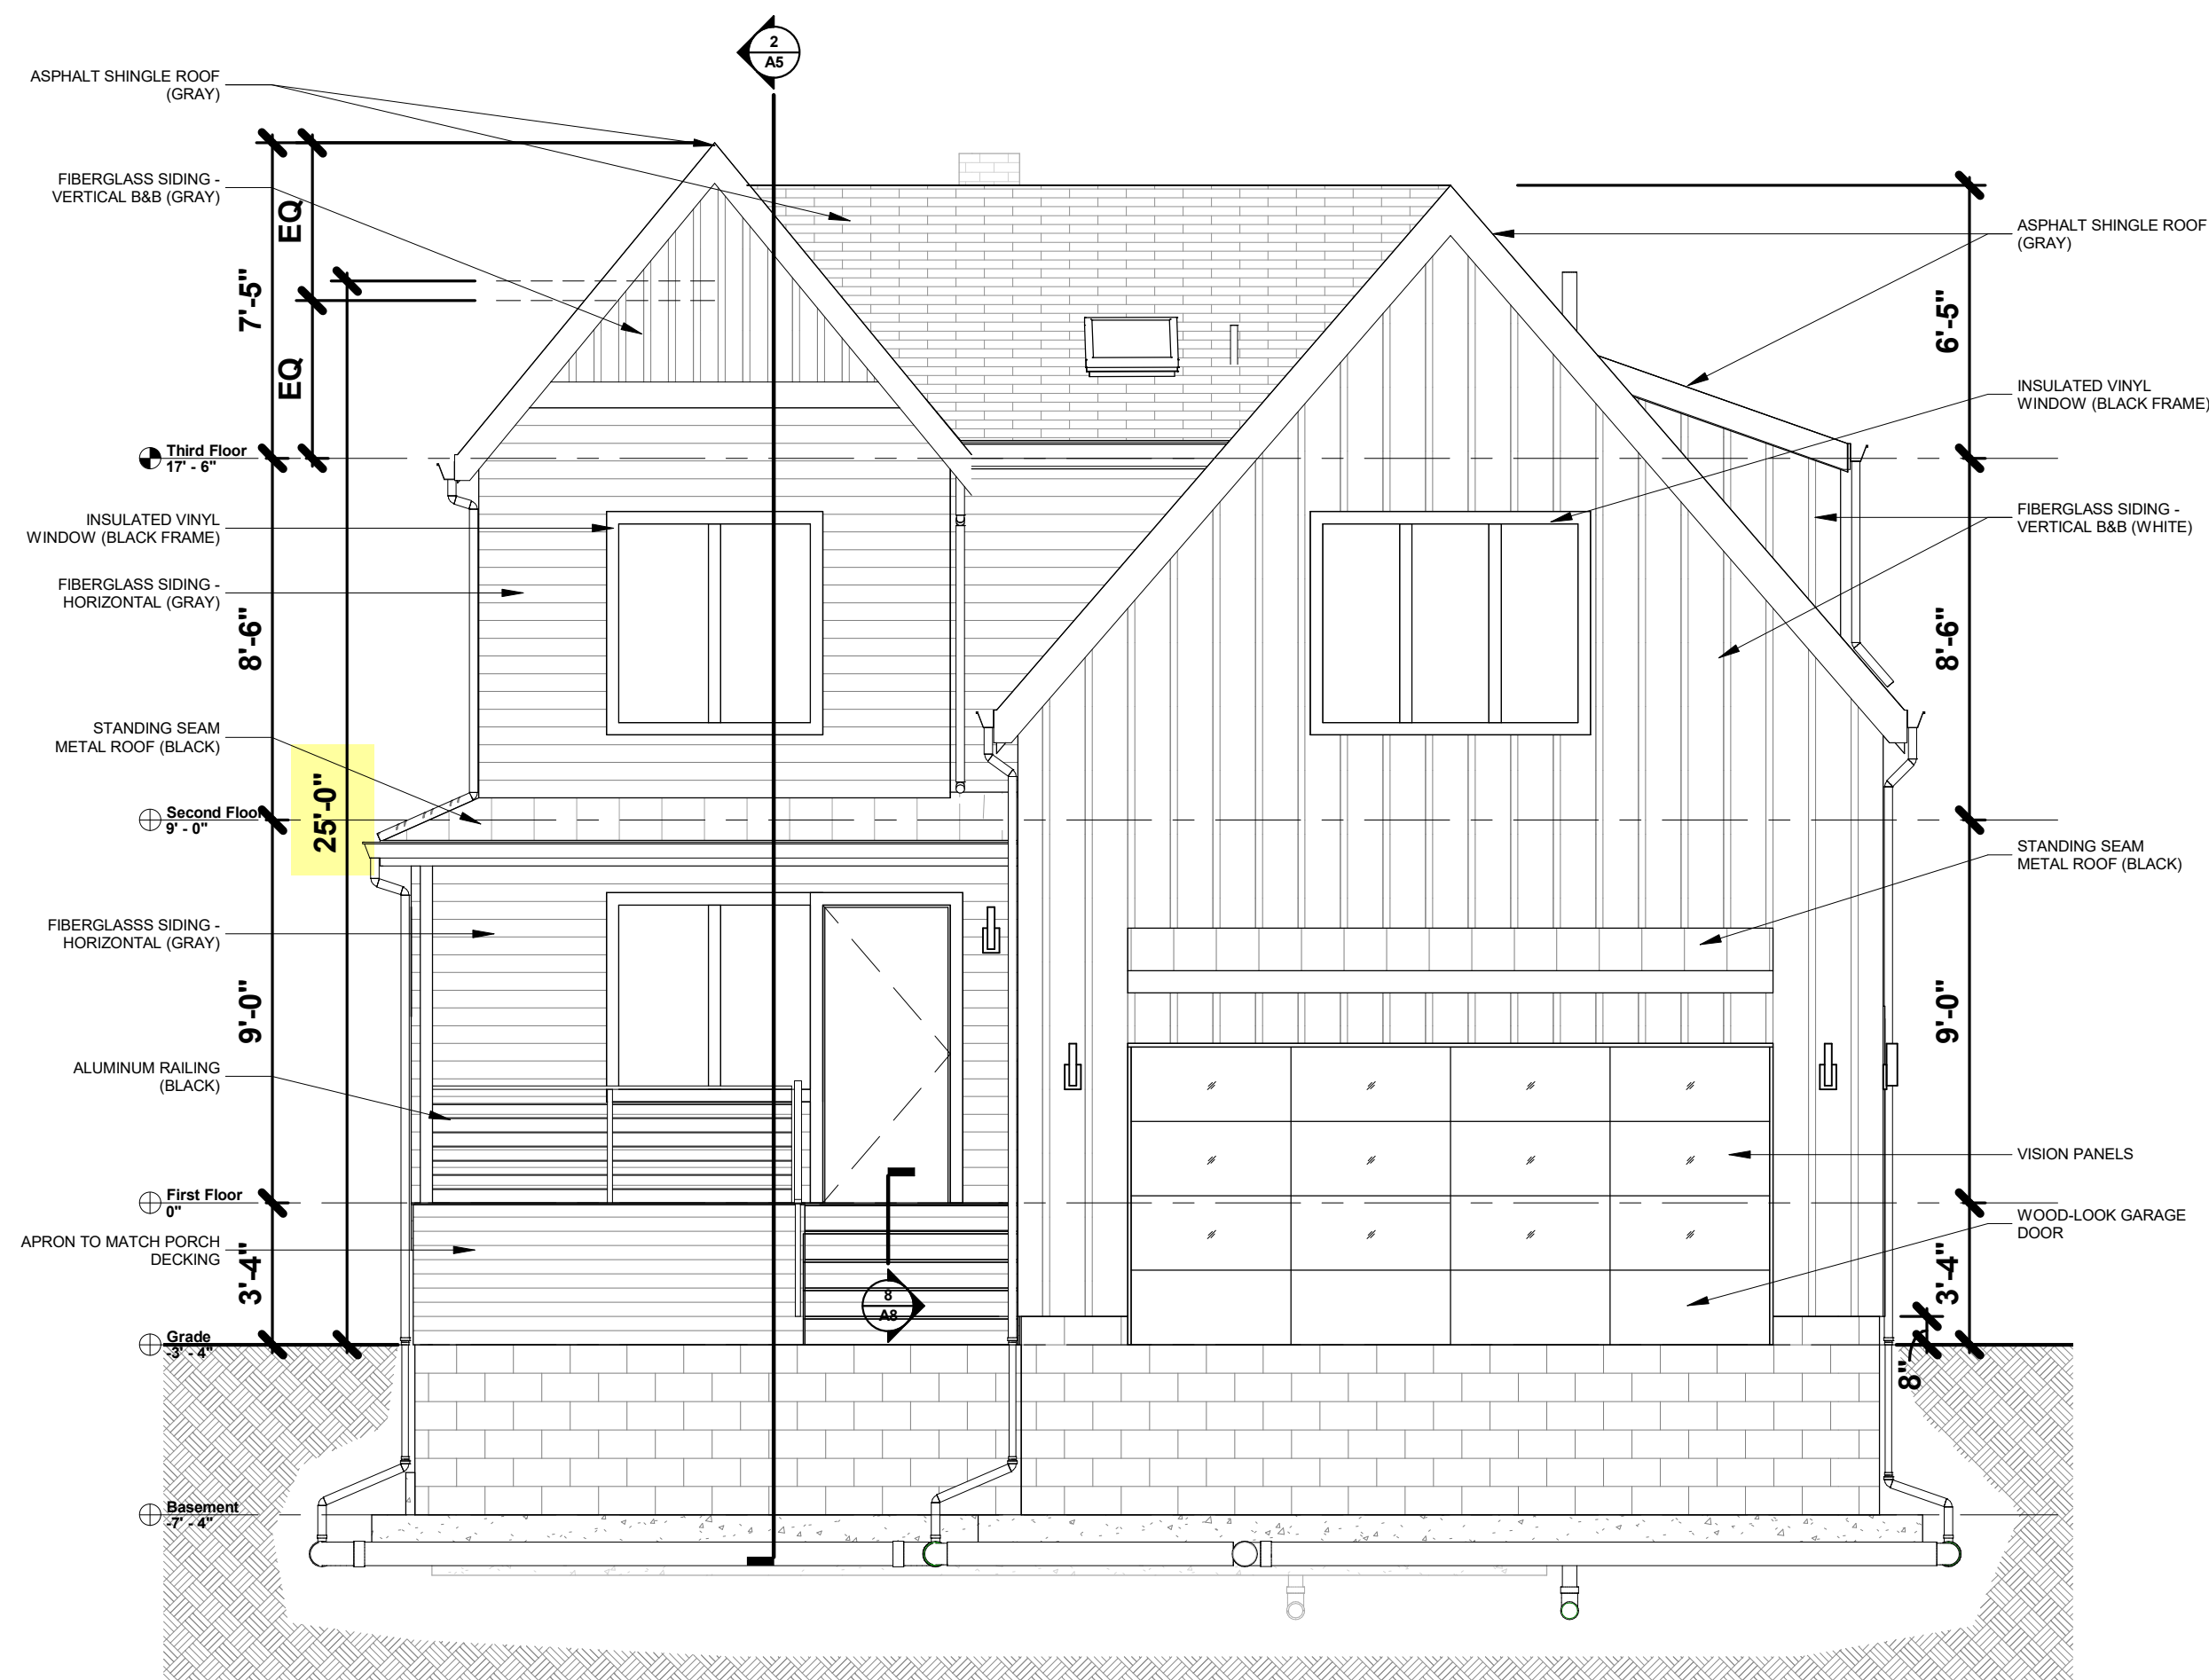 2
A5
ASPHALT SHINGLE ROOF
(GRAY)
FIBERGLASS SIDING -
VERTICAL B&B (GRAY)
EQ
7'-5"
EQ
Third Floor
17' - 6"
INSULATED VINYL
WINDOW (BLACK FRAME)
FIBERGLASS SIDING -
HORIZONTAL (GRAY)
8'-6"
STANDING SEAM
METAL ROOF (BLACK)
Second Floor
9' - 0"
25'-0"
FIBERGLASSS SIDING -
HORIZONTAL (GRAY)
9'-0"
ALUMINUM RAILING
(BLACK)
First Floor
0"
APRON TO MATCH PORCH
DECKING
3'-4"
Grade
-3' - 4"
Basement
-7' - 4"
8
A8
ASPHALT SHINGLE ROOF
(GRAY)
6'-5"
INSULATED VINYL
WINDOW (BLACK FRAME)
FIBERGLASS SIDING -
VERTICAL B&B (WHITE)
8'-6"
STANDING SEAM
METAL ROOF (BLACK)
9'-0"
VISION PANELS
WOOD-LOOK GARAGE
DOOR
3'-4"
8"